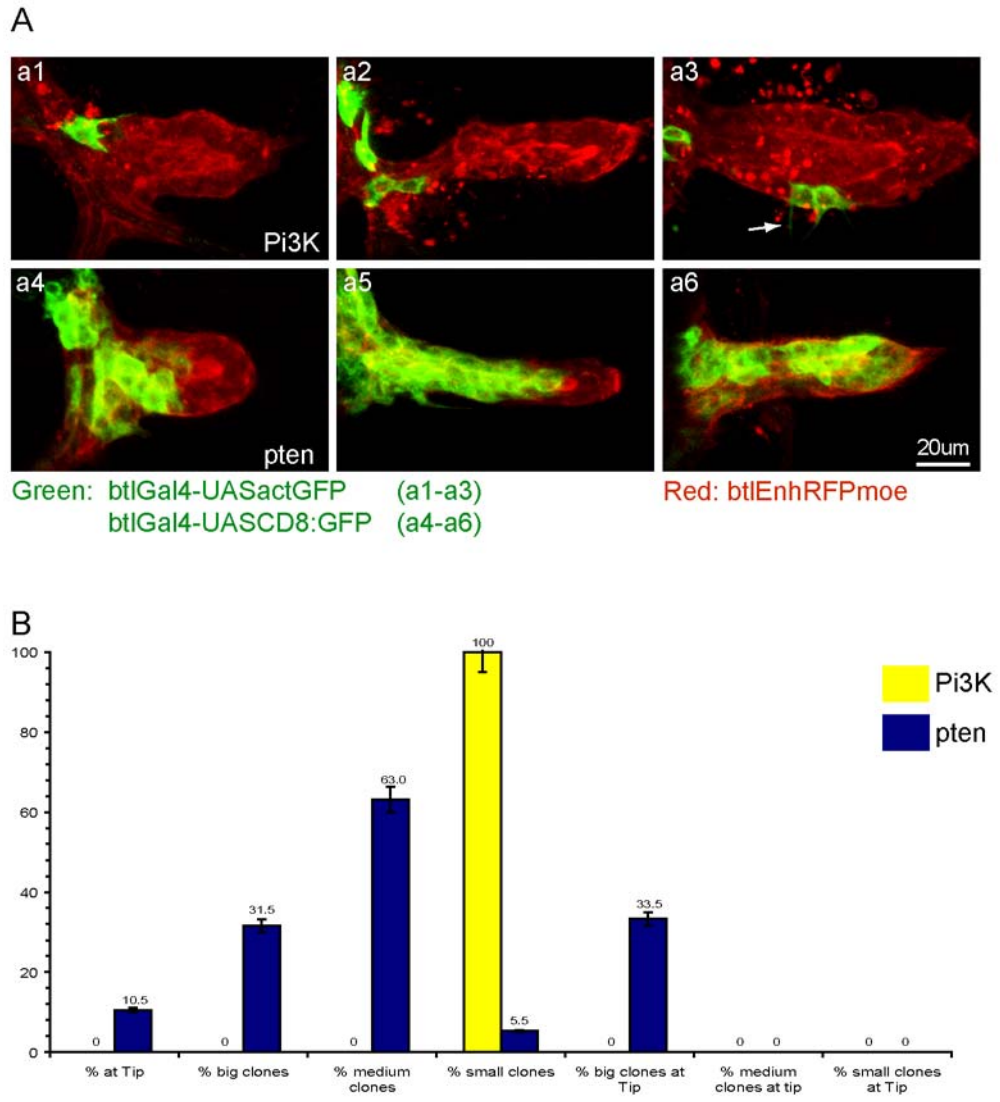 A
a1
a2
a3
Pi3K
a4
a5
a6
pten
20um
Green: btlGal4-UASactGFP (a1-a3) Red: btlEnhRFPmoe
btlGal4-UASCD8:GFP (a4-a6)
B
100
80
60
40
20
0
0
10.5
0
31.5
0
63.0
100
5.5
0
33.5
0
0
0
0
% at Tip
% big clones
% medium
clones
% small clones
% big clones at
Tip
% medium
clones at tip
% small clones
at Tip
Pi3K
pten